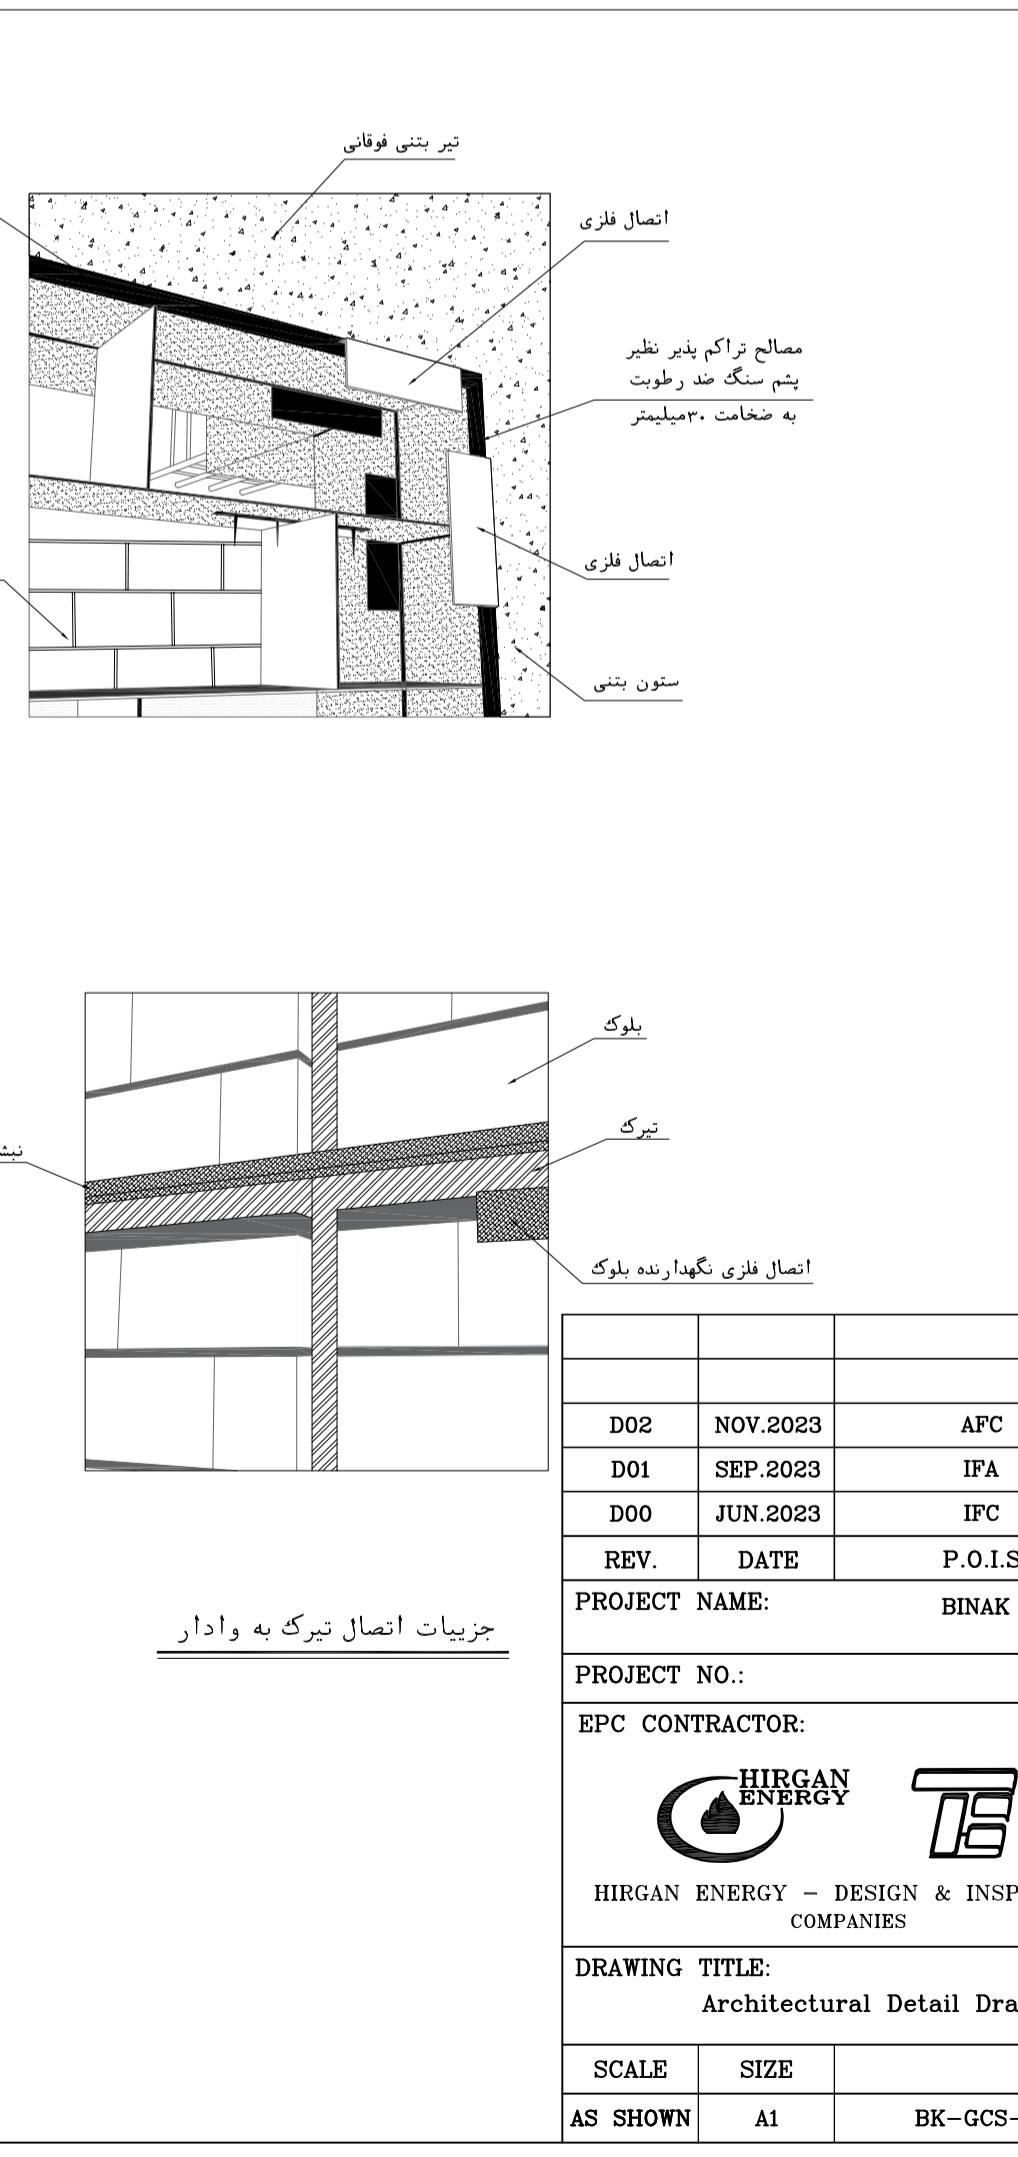 تیر بتنی فوقانی
اتصال فلزی
مصالح تراکم پذیر نظیر
پشم سنگ ضد رطوبت
به ضخامت ۳۰میلیمتر
اتصال فلزی
ستون بتنی
بلوک
تیرک
نبش
اتصال فلزی نگهدارنده بلوک
جزییات اتصال تیرک به وادار
D02 NOV.2023 AFC
D01 SEP.2023 IFA
D00 JUN.2023 IFC
REV. DATE P.O.I.S
PROJECT NAME: BINAK
PROJECT NO.:
EPC CONTRACTOR:
HIRGAN
ENERGY
HIRGAN ENERGY – DESIGN & INSP
COMPANIES
DRAWING TITLE:
Architectural Detail Dra
SCALE SIZE
AS SHOWN A1 BK–GCS–